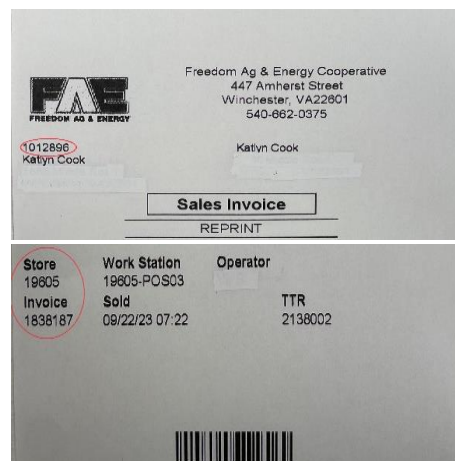 Freedom Ag & Energy Cooperative
447 Amherst Street
Winchester, VA22601
540-662-0375
FAE
FREEDOM AG & ENERGY
1012896
Katlyn Cook
Katlyn Cook
Sales Invoice
REPRINT
Store Work Station Operator
19605 19605-POS03
Invoice Sold TTR
1838187 09/22/23 07:22 2138002